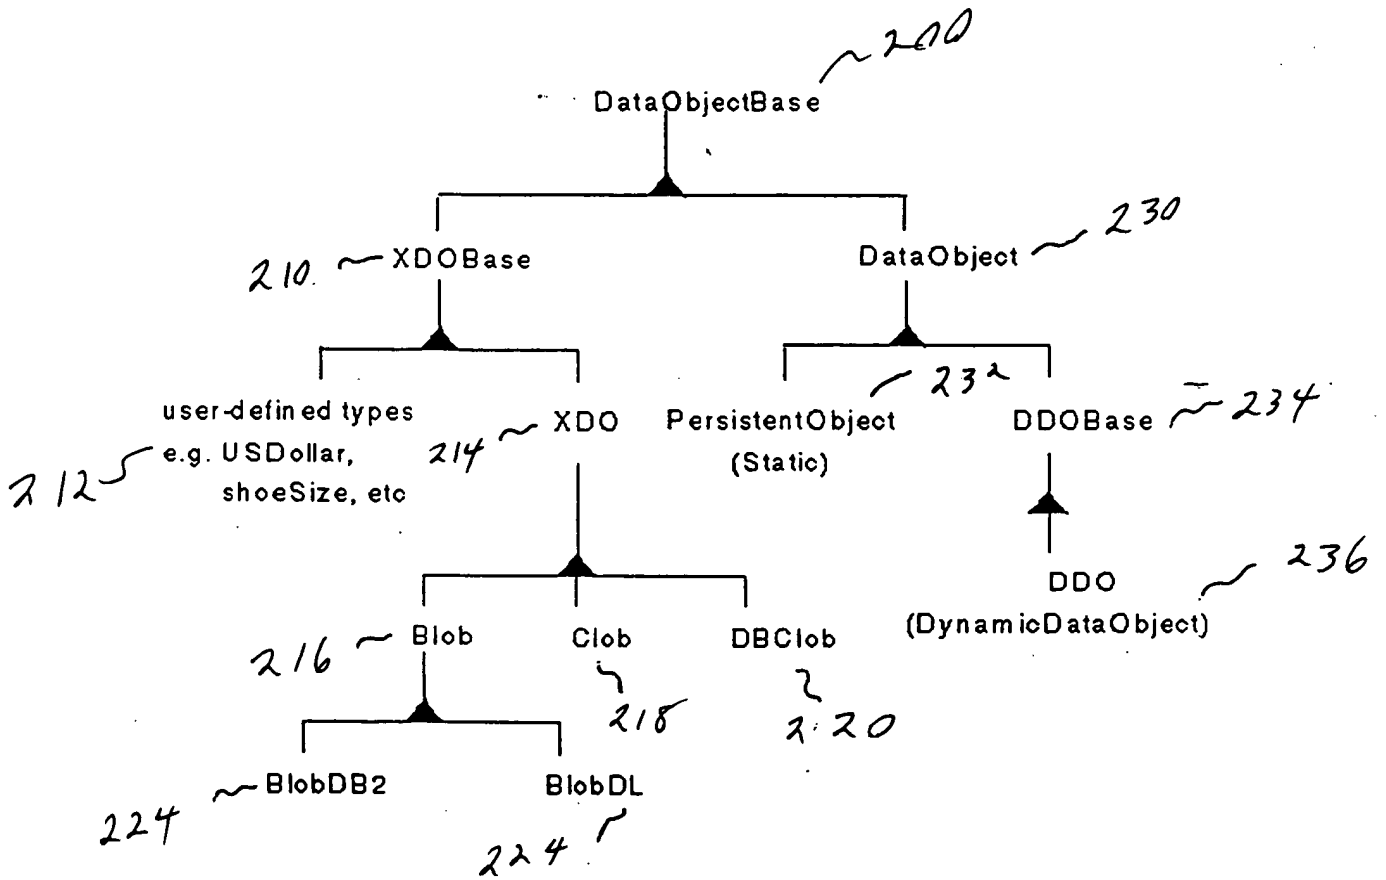 200
DataObjectBase
230
210. XDOBase
DataObject
232
user-defined types
e.g. USDollar,
shoeSize, etc
212
214 XDO
PersistentObject
(Static)
DDOBase 234
236
DDO
(DynamicDataObject)
216 Blob
Clob
DBClob
218
220
BlobDB2
BlobDL
224
224